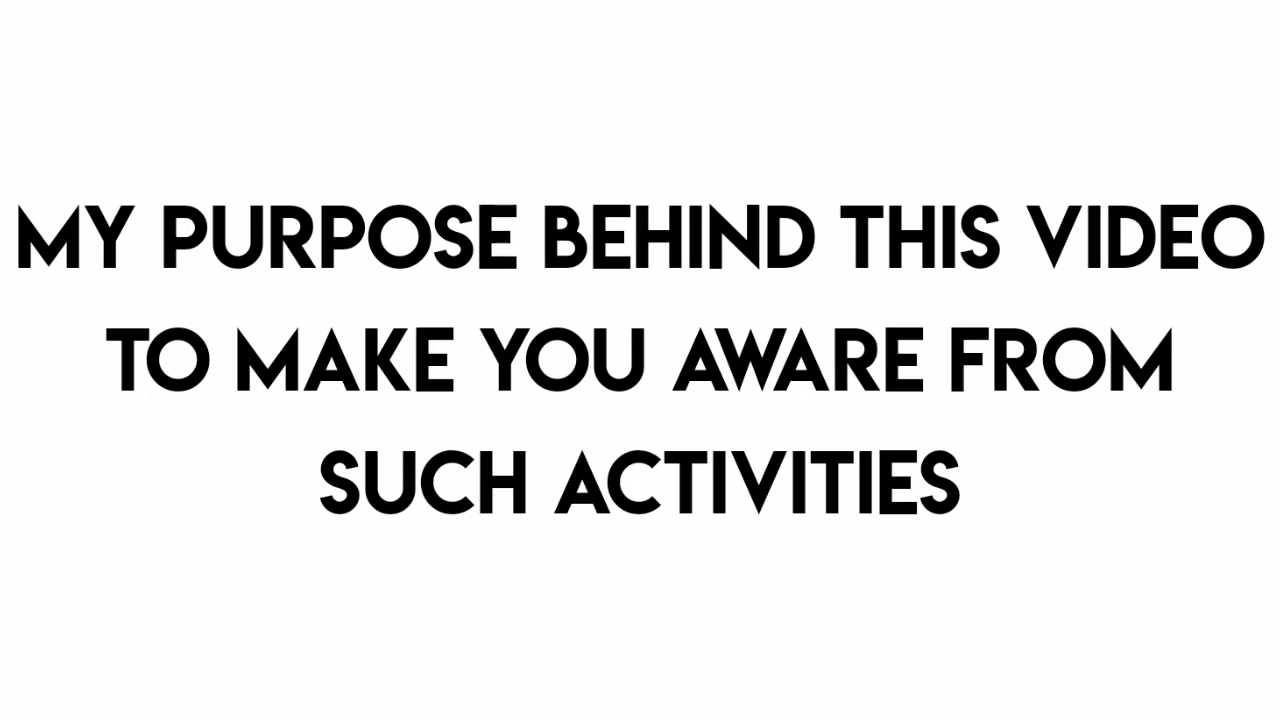 MY PURPOSE BEHIND THIS VIDEO
TO MAKE YOU AWARE FROM
SUCH ACTIVITIES